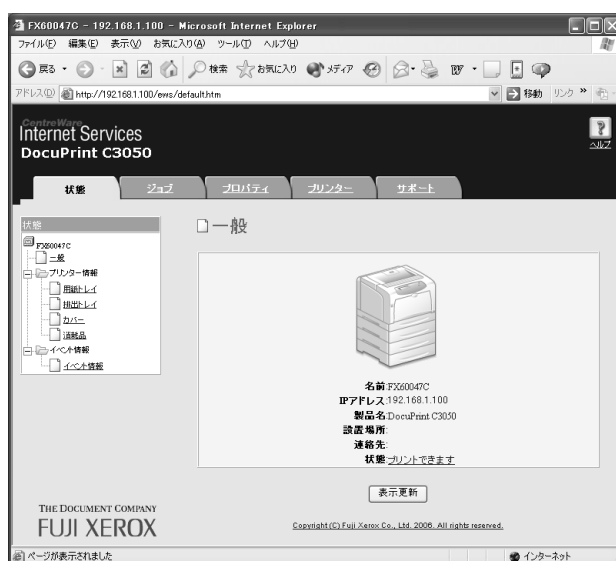 FX60047C - 192.168.1.100 - Microsoft Internet Explorer
ファイル(F) 編集(E) 表示(V) お気に入り(A) ツール(T) ヘルプ(H)
戻る 検索 お気に入り メディア
アドレス(D) http://192.168.1.100/ews/default.htm 移動 リンク »
CentreWare
Internet Services
DocuPrint C3050
ヘルプ
状態 ジョブ プロパティ プリンター サポート
状態
FX60047C
一般
プリンター情報
用紙トレイ
排出トレイ
カバー
消耗品
イベント情報
イベント情報
一般
名前:FX60047C
IPアドレス:192.168.1.100
製品名:DocuPrint C3050
設置場所:
連絡先:
状態:プリントできます
表示更新
THE DOCUMENT COMPANY
FUJI XEROX
Copyright (C) Fuji Xerox Co., Ltd. 2006. All rights reserved.
ページが表示されました インターネット